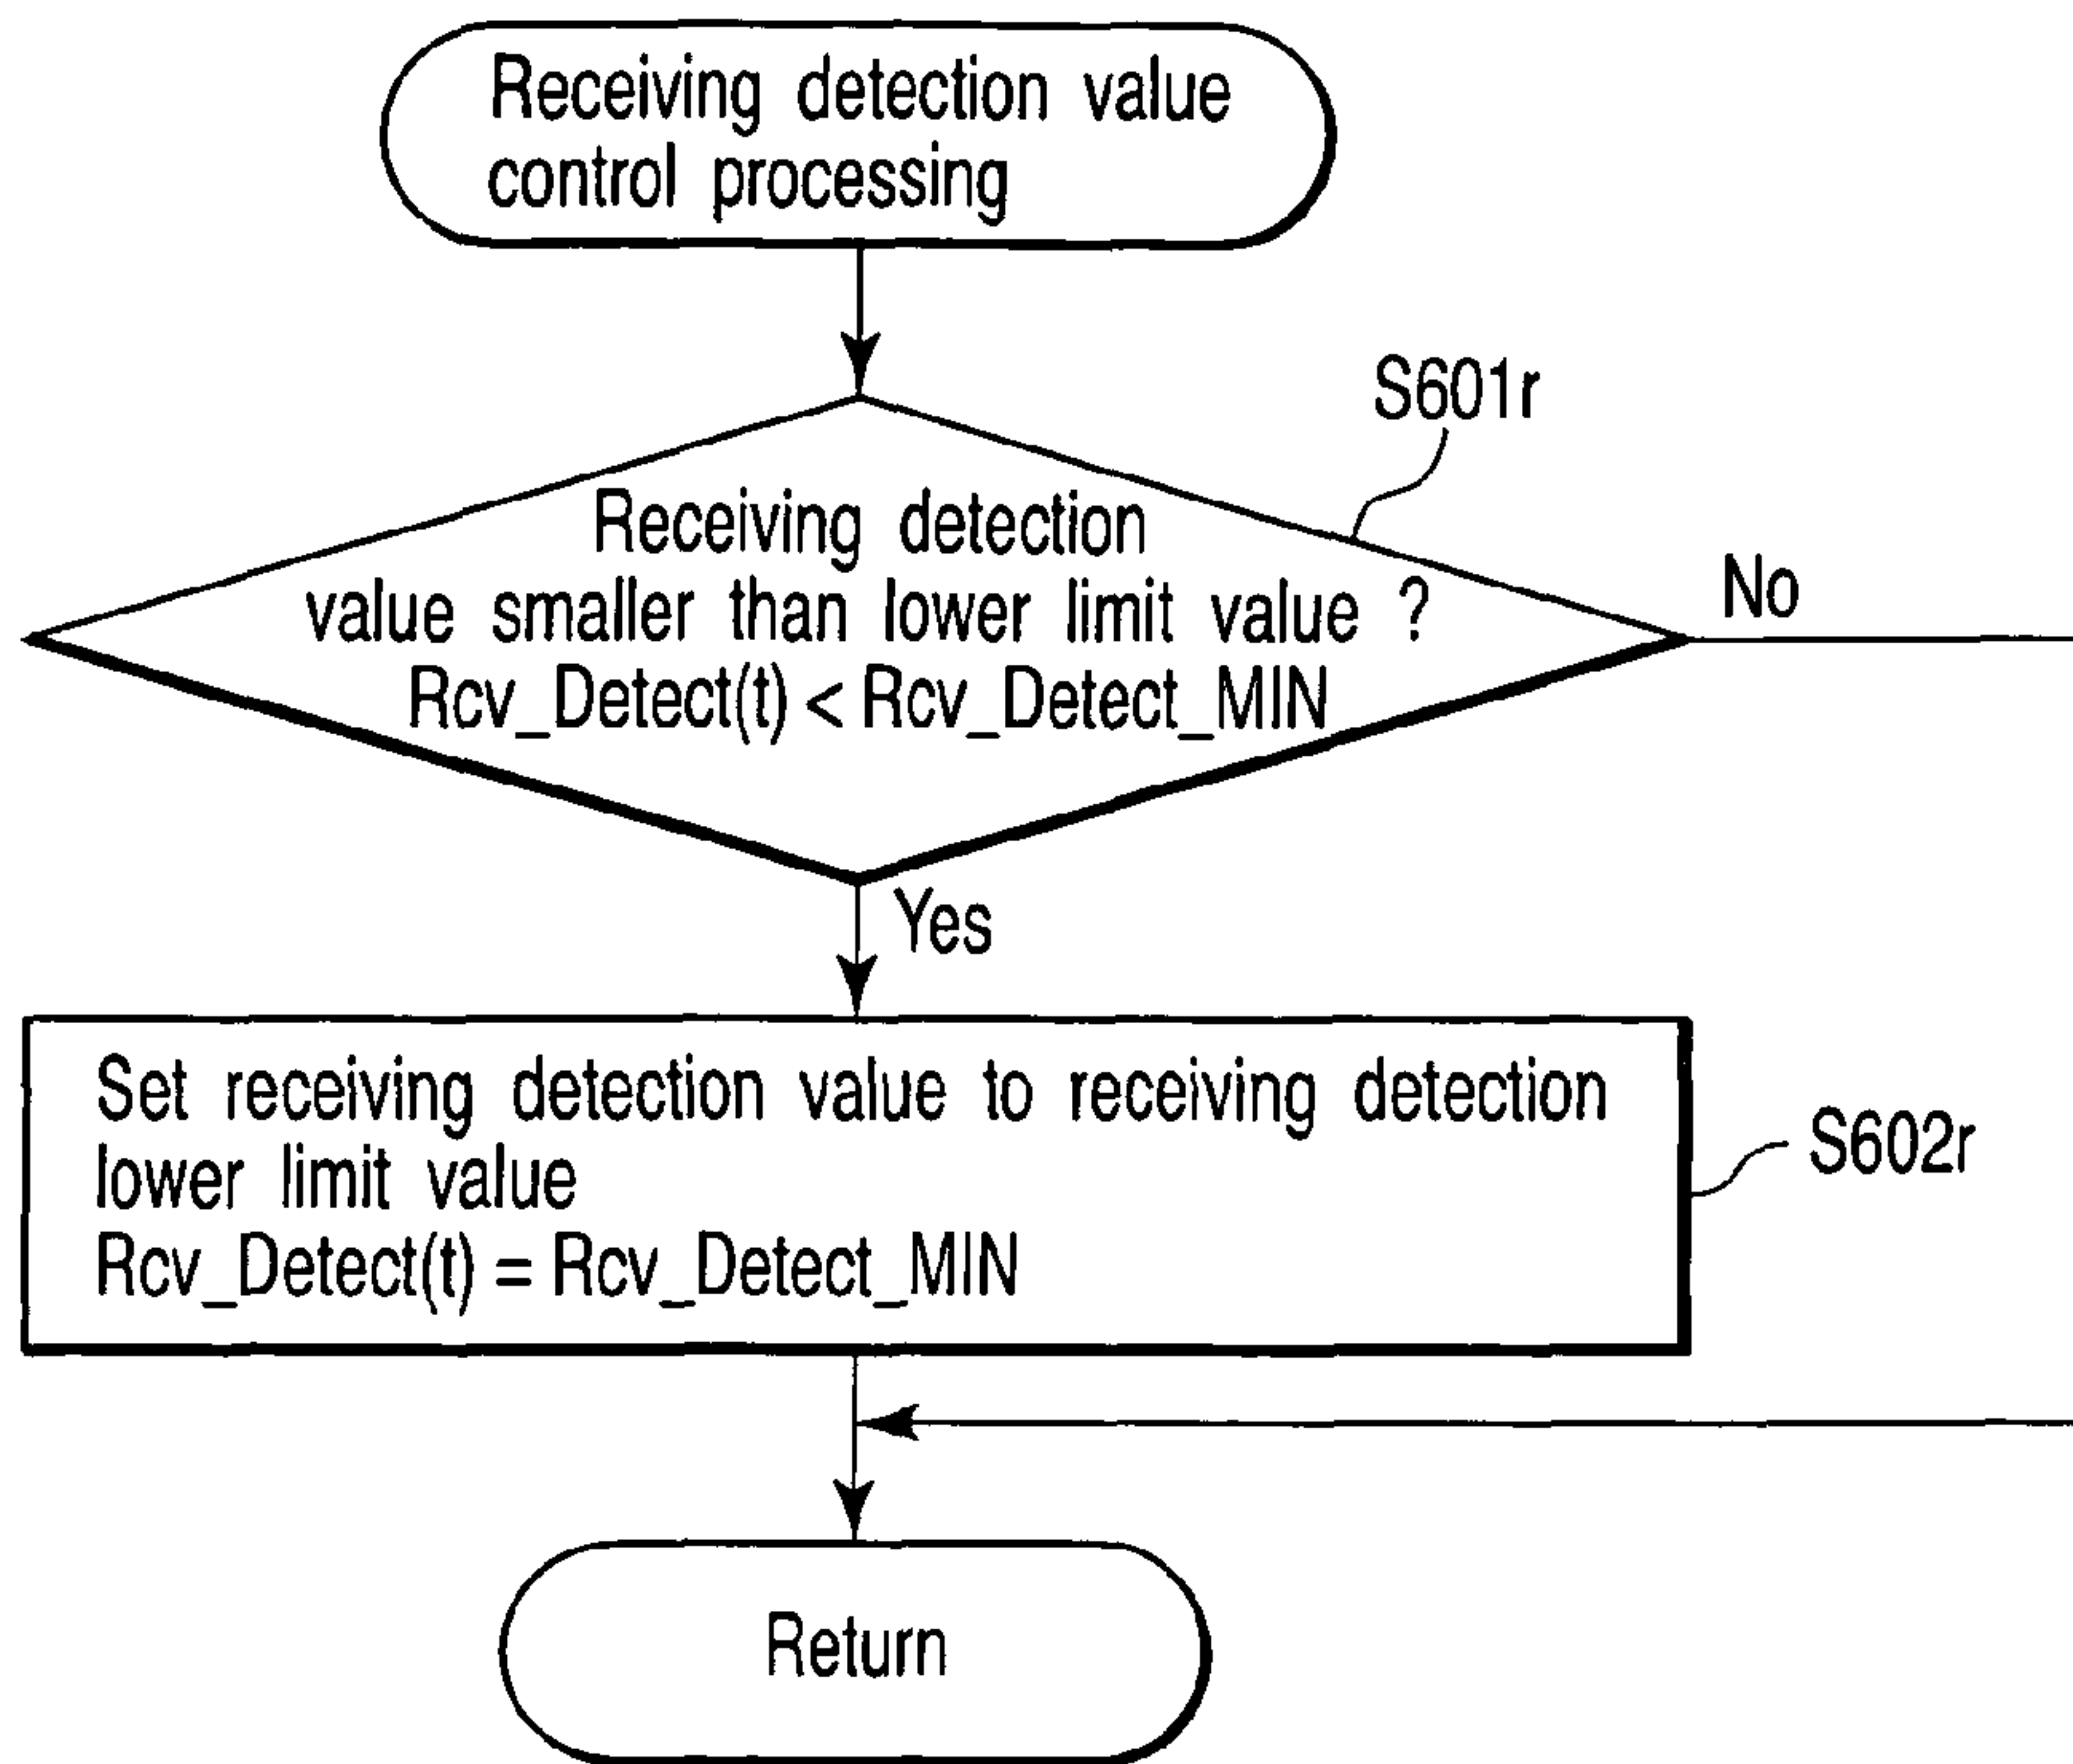 Receiving detection value
control processing
S601r
Receiving detection
value smaller than lower limit value ?
Rcv_Detect(t) < Rcv_Detect_MIN
No
Yes
Set receiving detection value to receiving detection
lower limit value
Rcv_Detect(t) = Rcv_Detect_MIN
S602r
Return